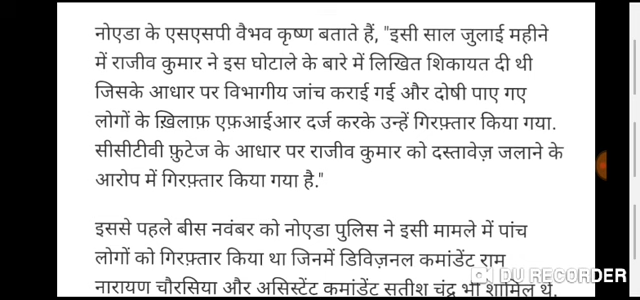 नोएडा के एसएसपी वैभव कृष्ण बताते हैं, "इसी साल जुलाई महीने
में राजीव कुमार ने इस घोटाले के बारे में लिखित शिकायत दी थी
जिसके आधार पर विभागीय जांच कराई गई और दोषी पाए गए
लोगों के ख़िलाफ़ एफ़आईआर दर्ज करके उन्हें गिरफ़्तार किया गया.
सीसीटीवी फ़ुटेज के आधार पर राजीव कुमार को दस्तावेज़ जलाने के
आरोप में गिरफ़्तार किया गया है."
इससे पहले बीस नवंबर को नोएडा पुलिस ने इसी मामले में पांच
लोगों को गिरफ़्तार किया था जिनमें डिविज़नल कमांडेंट राम
DU RECORDER
नारायण चौरसिया और असिस्टेंट कमांडेंट सतीश चंद्र भी शामिल थे.